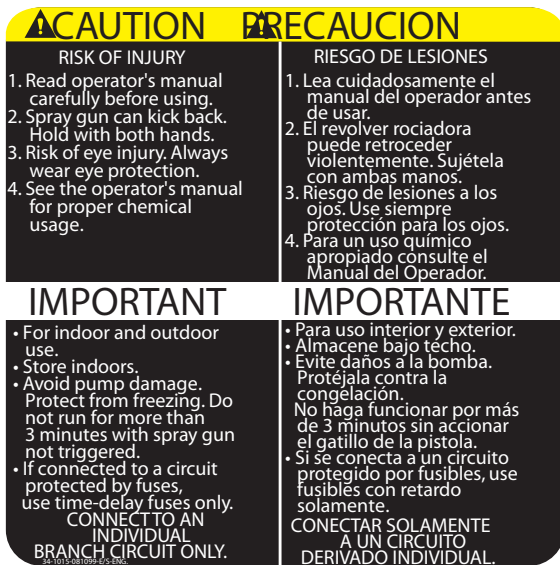 CAUTION
RISK OF INJURY
1. Read operator's manual
carefully before using.
2. Spray gun can kick back.
Hold with both hands.
3. Risk of eye injury. Always
wear eye protection.
4. See the operator's manual
for proper chemical
usage.
PRECAUCION
RIESGO DE LESIONES
1. Lea cuidadosamente el
manual del operador antes
de usar.
2. El revolver rociadora
puede retroceder
violentemente. Sujétela
con ambas manos.
3. Riesgo de lesiones a los
ojos. Use siempre
protección para los ojos.
4. Para un uso químico
apropiado consulte el
Manual del Operador.
IMPORTANT
• For indoor and outdoor
use.
• Store indoors.
• Avoid pump damage.
Protect from freezing. Do
not run for more than
3 minutes with spray gun
not triggered.
• If connected to a circuit
protected by fuses,
use time-delay fuses only.
CONNECT TO AN
INDIVIDUAL
BRANCH CIRCUIT ONLY.
34-1015-081099-E/S-ENG.
IMPORTANTE
• Para uso interior y exterior.
• Almacene bajo techo.
• Evite daños a la bomba.
Protéjala contra la
congelación.
No haga funcionar por más
de 3 minutos sin accionar
el gatillo de la pistola.
• Si se conecta a un circuito
protegido por fusibles, use
fusibles con retardo
solamente.
CONECTAR SOLAMENTE
A UN CIRCUITO
DERIVADO INDIVIDUAL.